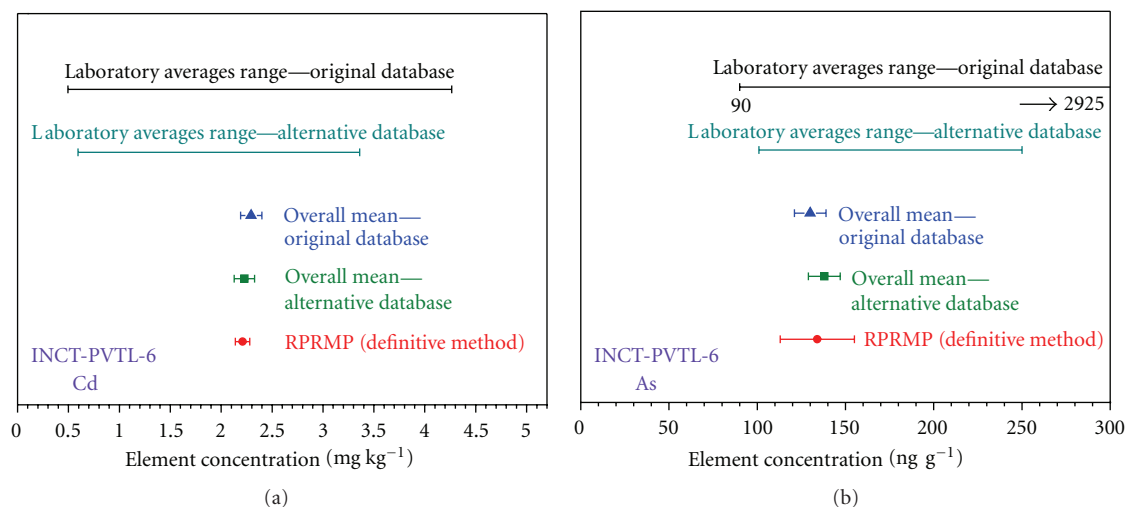 Laboratory averages range—original database
Laboratory averages range—alternative database
Overall mean—
original database
Overall mean—
alternative database
RPRMP (definitive method)
INCT-PVTL-6
Cd
0 0.5 1 1.5 2 2.5 3 3.5 4 4.5 5
Element concentration (mg kg⁻¹)
(a)
Laboratory averages range—original database
90 2925
Laboratory averages range—alternative database
Overall mean—
original database
Overall mean—
alternative database
RPRMP (definitive method)
INCT-PVTL-6
As
0 50 100 150 200 250 300
Element concentration (ng g⁻¹)
(b)